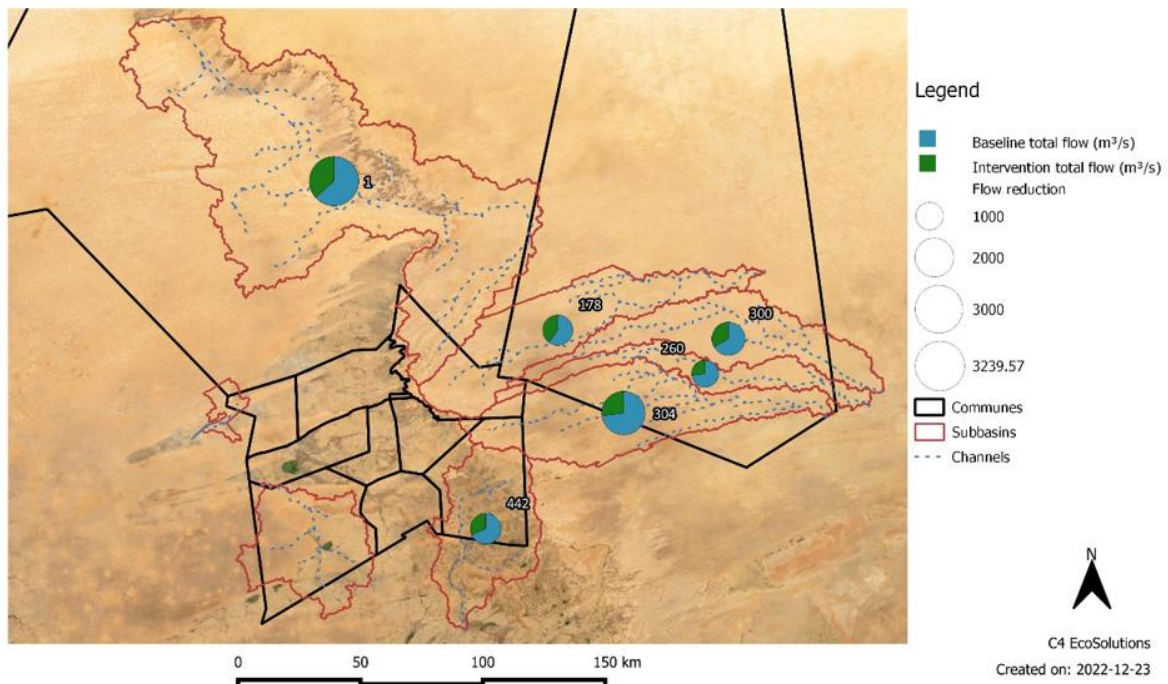 1
178
300
260
304
442
Legend
Baseline total flow (m³/s)
Intervention total flow (m³/s)
Flow reduction
1000
2000
3000
3239.57
Communes
Subbasins
Channels
N
C4 EcoSolutions
Created on: 2022-12-23
0 50 100 150 km